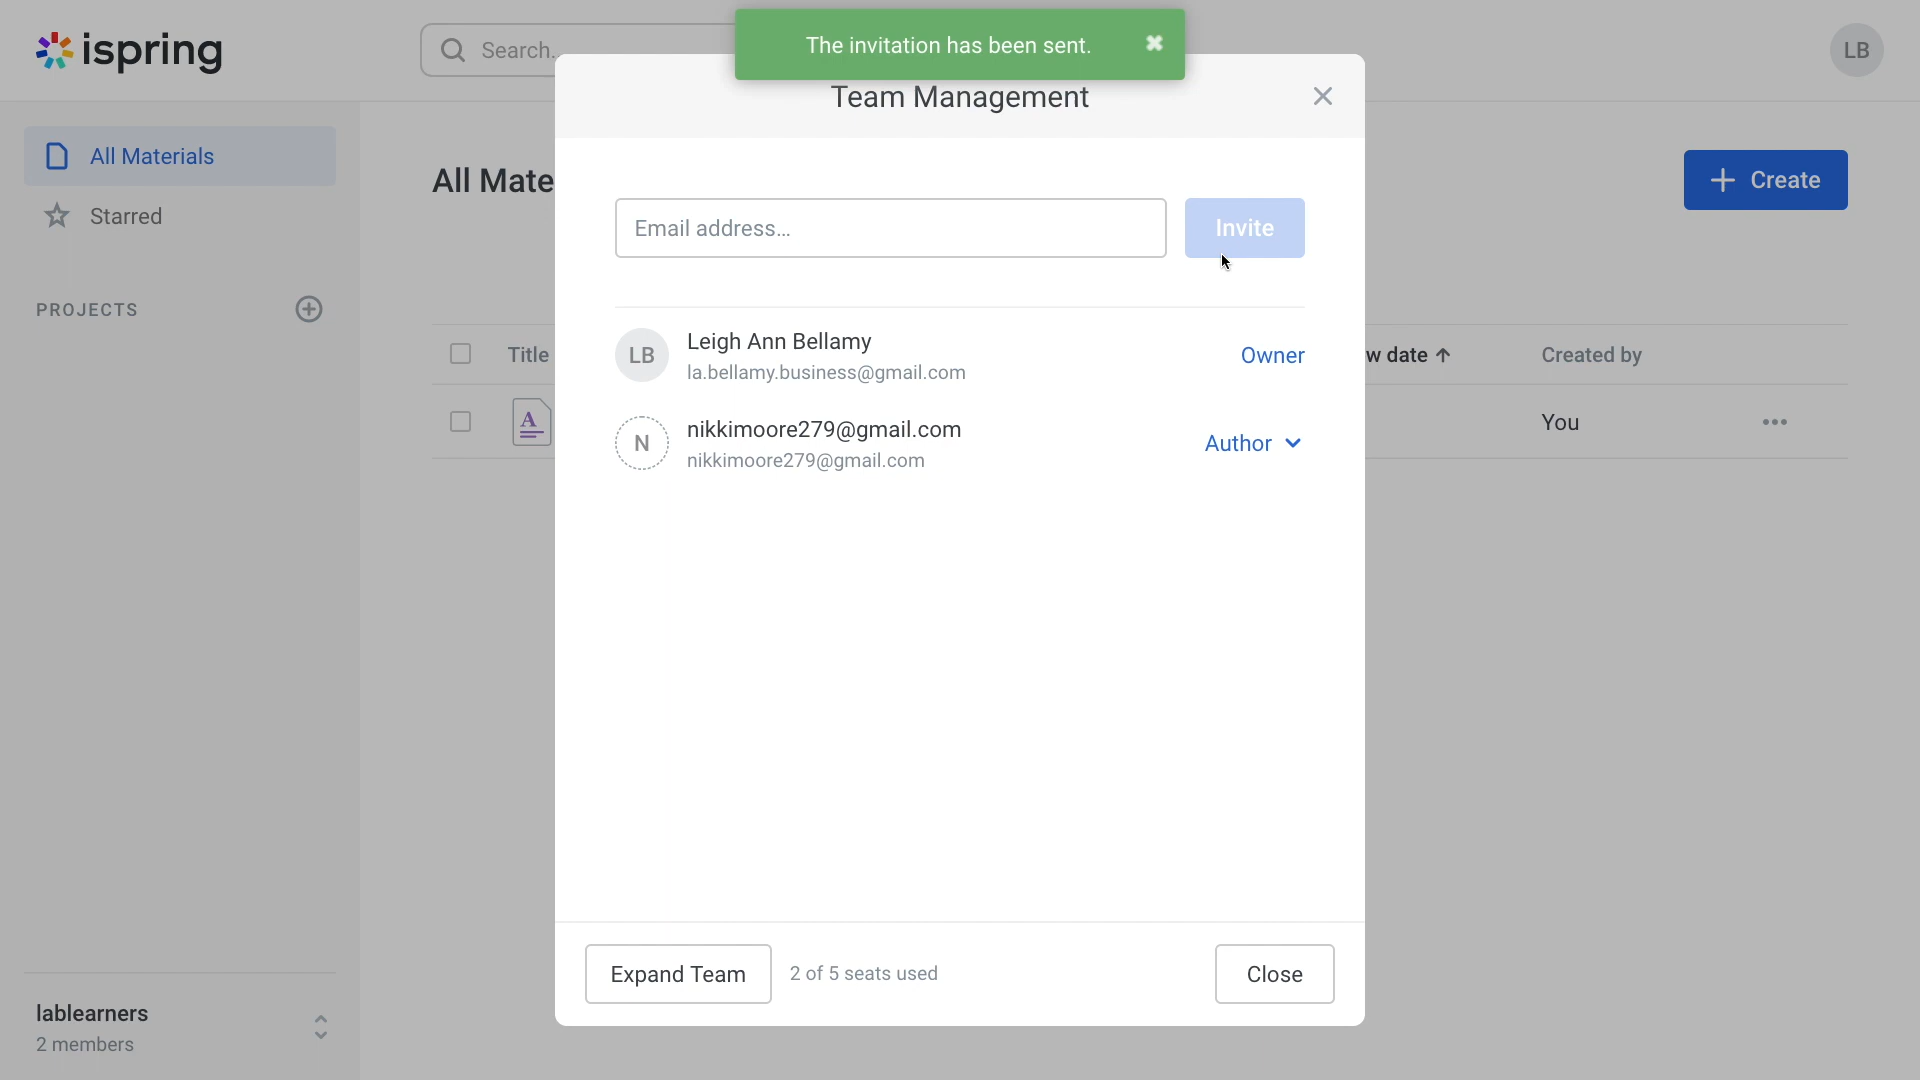 ispring
Search...
The invitation has been sent.
LB
Team Management
All Materials
Starred
PROJECTS
All Mate
Create
Email address...
Invite
Title
w date
Created by
LB
Leigh Ann Bellamy
la.bellamy.business@gmail.com
Owner
A
You
N
nikkimoore279@gmail.com
nikkimoore279@gmail.com
Author
Expand Team
2 of 5 seats used
Close
lablearners
2 members